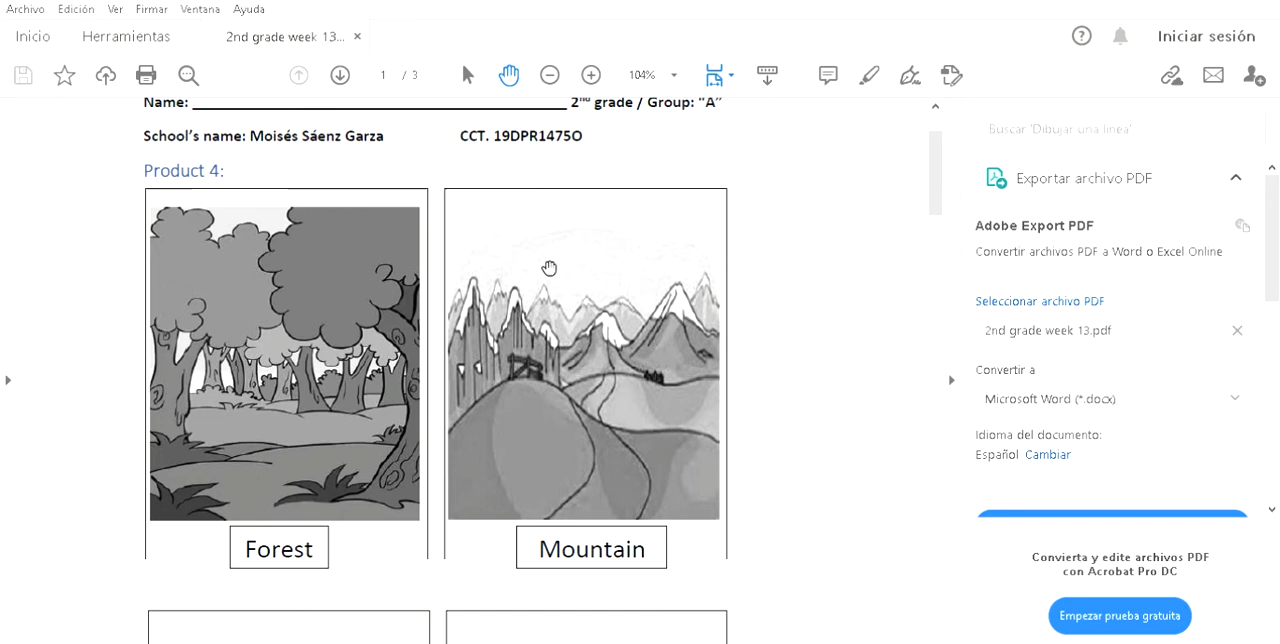 Archivo Edición Ver Firmar Ventana Ayuda
Inicio Herramientas 2nd grade week 13... × Iniciar sesión
1 / 3 104%
Name: ______________________ 2nd grade / Group: "A"
School's name: Moisés Sáenz Garza CCT. 19DPR1475O
Product 4:
Forest Mountain
Buscar 'Dibujar una línea'
Exportar archivo PDF
Adobe Export PDF
Convertir archivos PDF a Word o Excel Online
Seleccionar archivo PDF
2nd grade week 13.pdf
Convertir a
Microsoft Word (*.docx)
Idioma del documento:
Español Cambiar
Convierta y edite archivos PDF
con Acrobat Pro DC
Empezar prueba gratuita